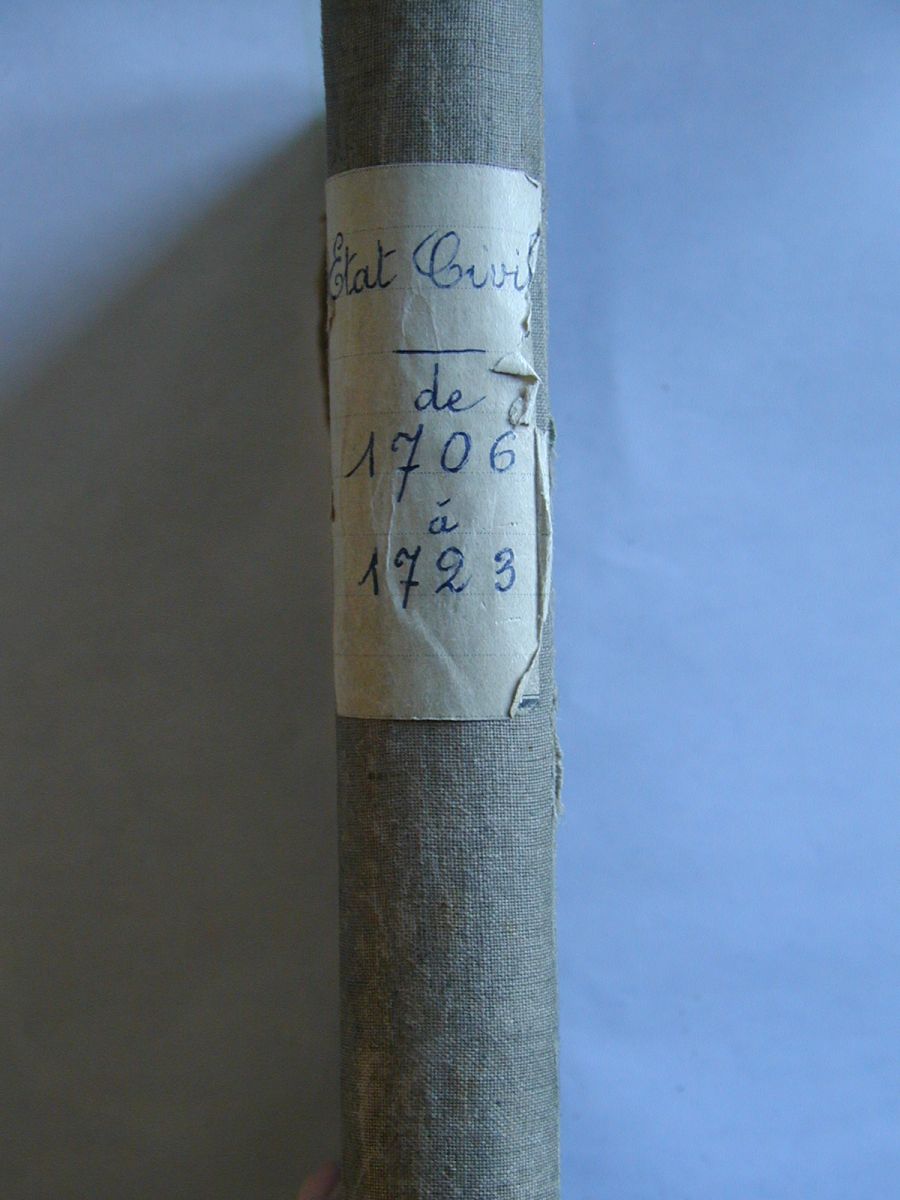 Etat Civil
de
1706
á
1723